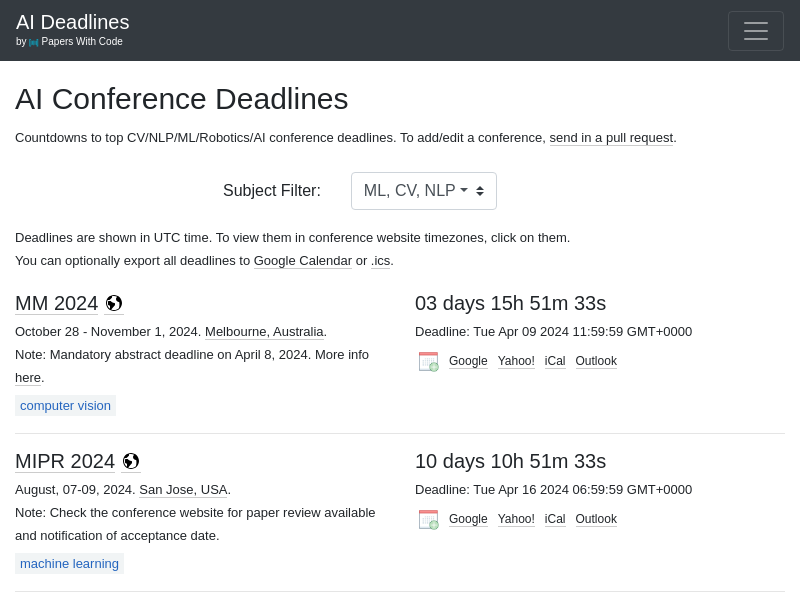 AI Deadlines
by Papers With Code
AI Conference Deadlines
Countdowns to top CV/NLP/ML/Robotics/AI conference deadlines. To add/edit a conference, send in a pull request.
Subject Filter: ML, CV, NLP
Deadlines are shown in UTC time. To view them in conference website timezones, click on them.
You can optionally export all deadlines to Google Calendar or .ics.
MM 2024
October 28 - November 1, 2024. Melbourne, Australia.
Note: Mandatory abstract deadline on April 8, 2024. More info
here.
computer vision
03 days 15h 51m 33s
Deadline: Tue Apr 09 2024 11:59:59 GMT+0000
Google Yahoo! iCal Outlook
MIPR 2024
August, 07-09, 2024. San Jose, USA.
Note: Check the conference website for paper review available
and notification of acceptance date.
machine learning
10 days 10h 51m 33s
Deadline: Tue Apr 16 2024 06:59:59 GMT+0000
Google Yahoo! iCal Outlook